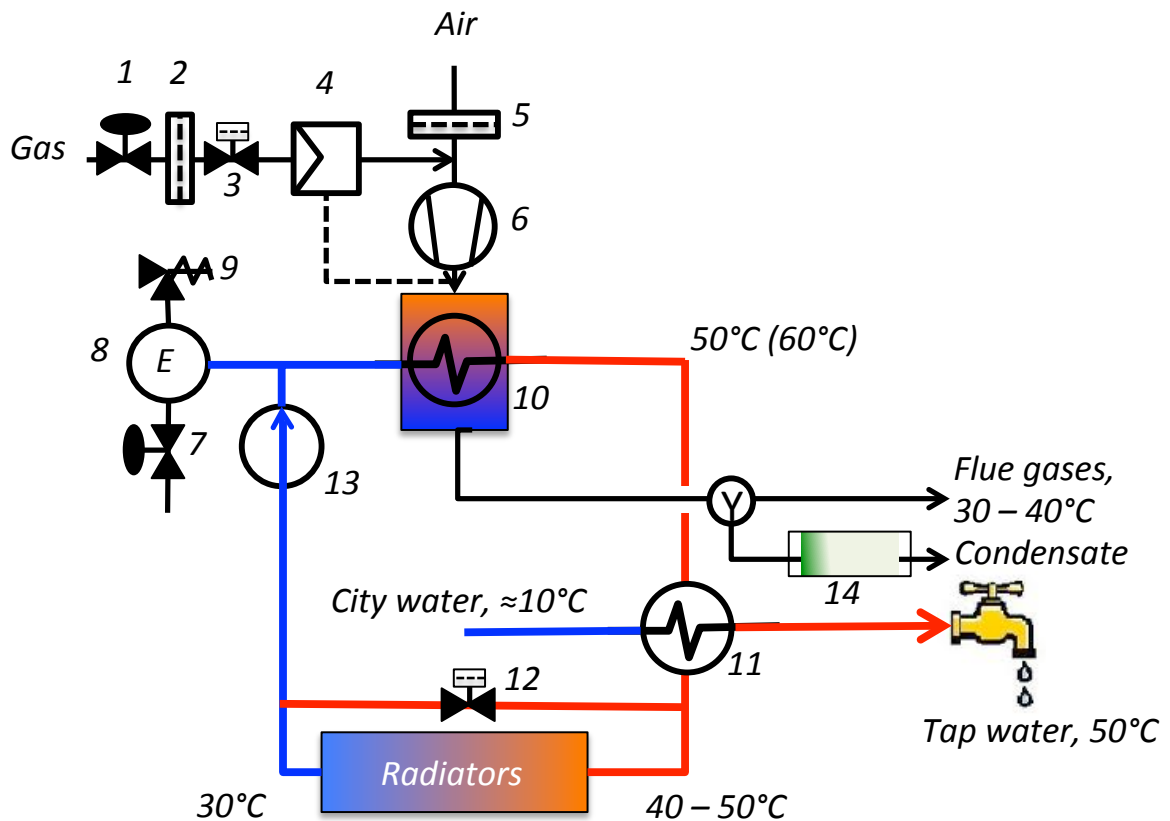 Air
1
2
4
5
Gas
3
6
9
8
E
50°C (60°C)
10
7
13
Flue gases,
30 – 40°C
Y
Condensate
14
City water, ≈10°C
11
12
Tap water, 50°C
Radiators
30°C
40 – 50°C